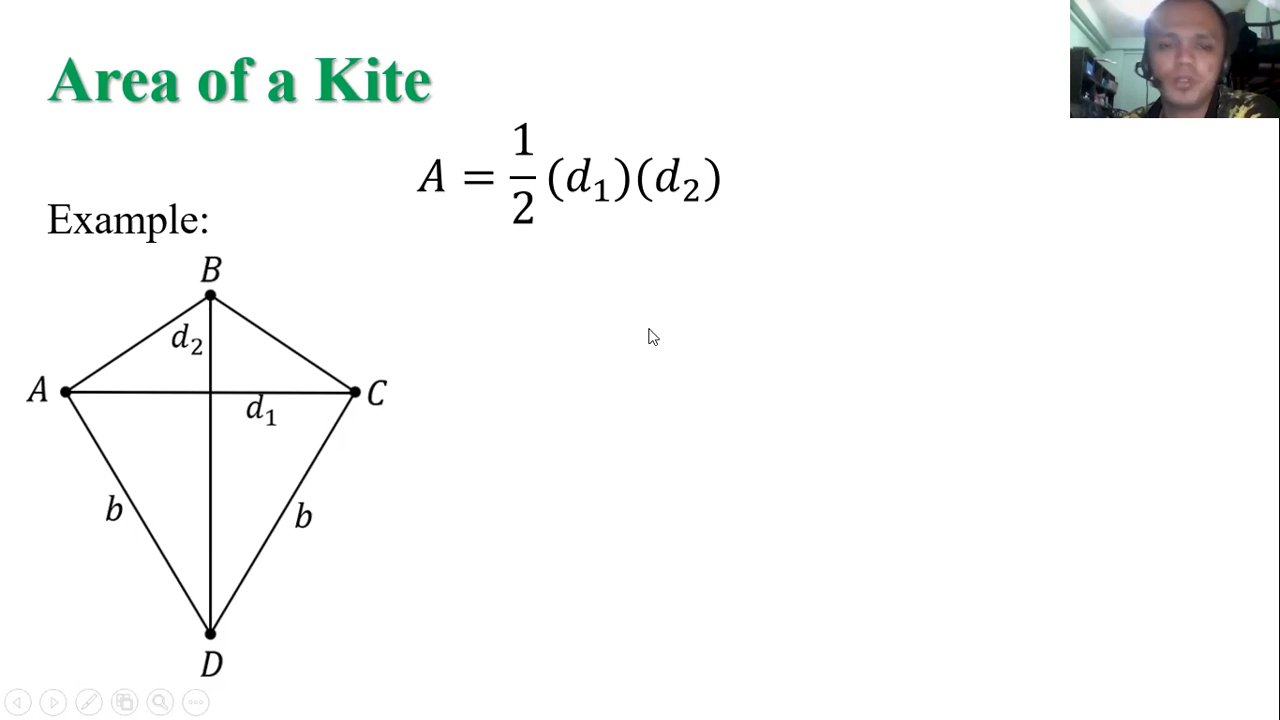 Area of a Kite
A = 1/2 (d₁)(d₂)
Example:
B
d₂
A
C
d₁
b
b
D